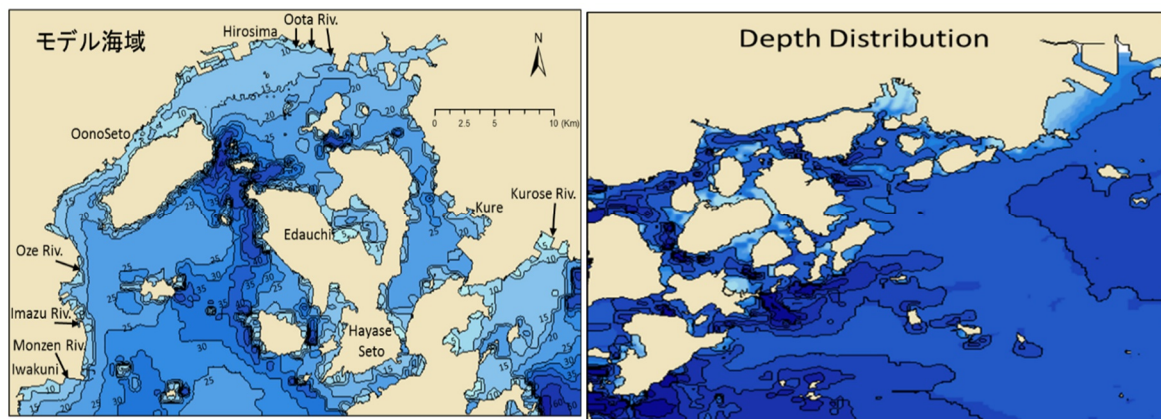 モデル海域
Hirosima
Oota Riv.
N
0 2.5 5 10 (Km)
OonoSeto
Kurose Riv.
Kure
Edauchi
Oze Riv.
Imazu Riv.
Hayase
Seto
Monzen Riv.
Iwakuni
Depth Distribution